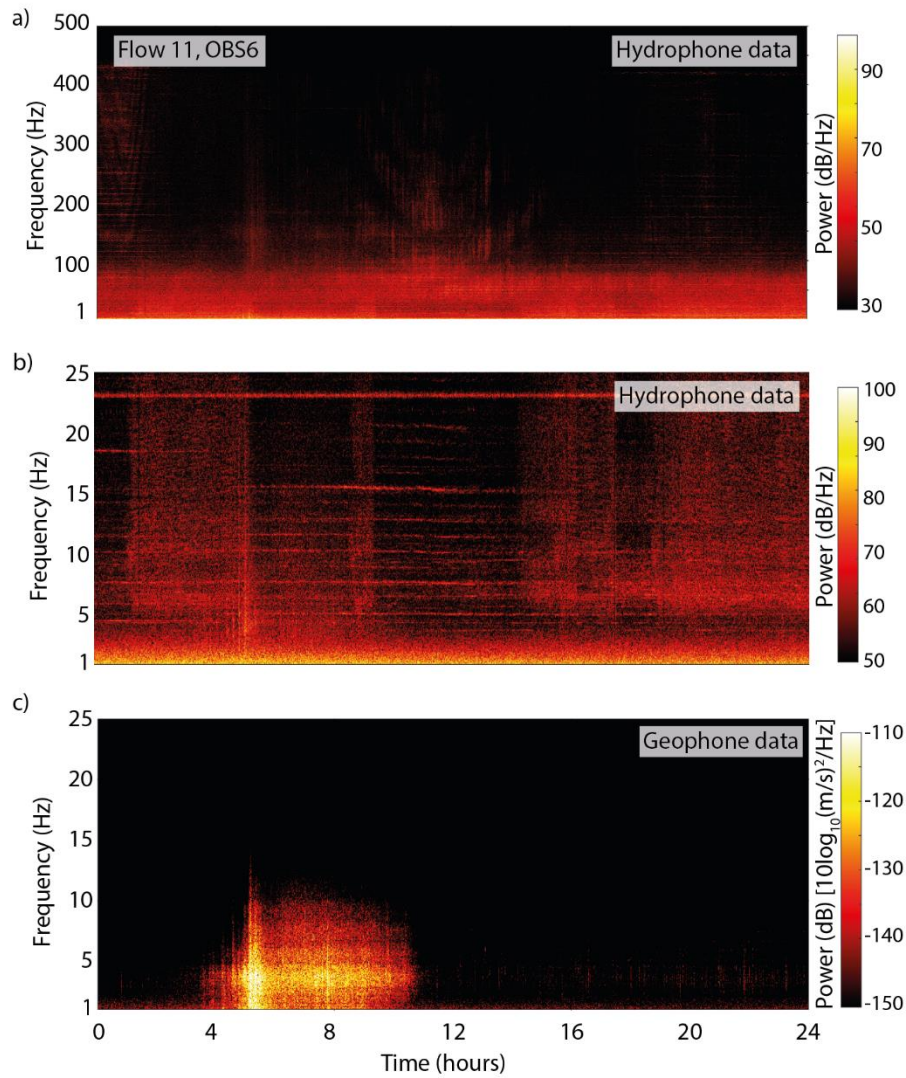 a)
500
400
300
200
100
1
Frequency (Hz)
Flow 11, OBS6
Hydrophone data
90
70
50
30
Power (dB/Hz)
b)
25
20
15
10
5
1
Frequency (Hz)
Hydrophone data
100
90
80
70
60
50
Power (dB/Hz)
c)
25
20
15
10
5
1
Frequency (Hz)
Geophone data
-110
-120
-130
-140
-150
Power (dB) [10log₁₀(m/s)²/Hz]
0 4 8 12 16 20 24
Time (hours)